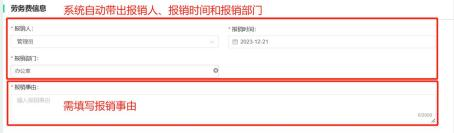 劳务费信息
系统自动带出报销人、报销时间和报销部门
* 报销人: * 报销时间:
管理员 2023-12-21
* 报销部门:
办公室
* 报销事由:
输入报销事由
需填写报销事由